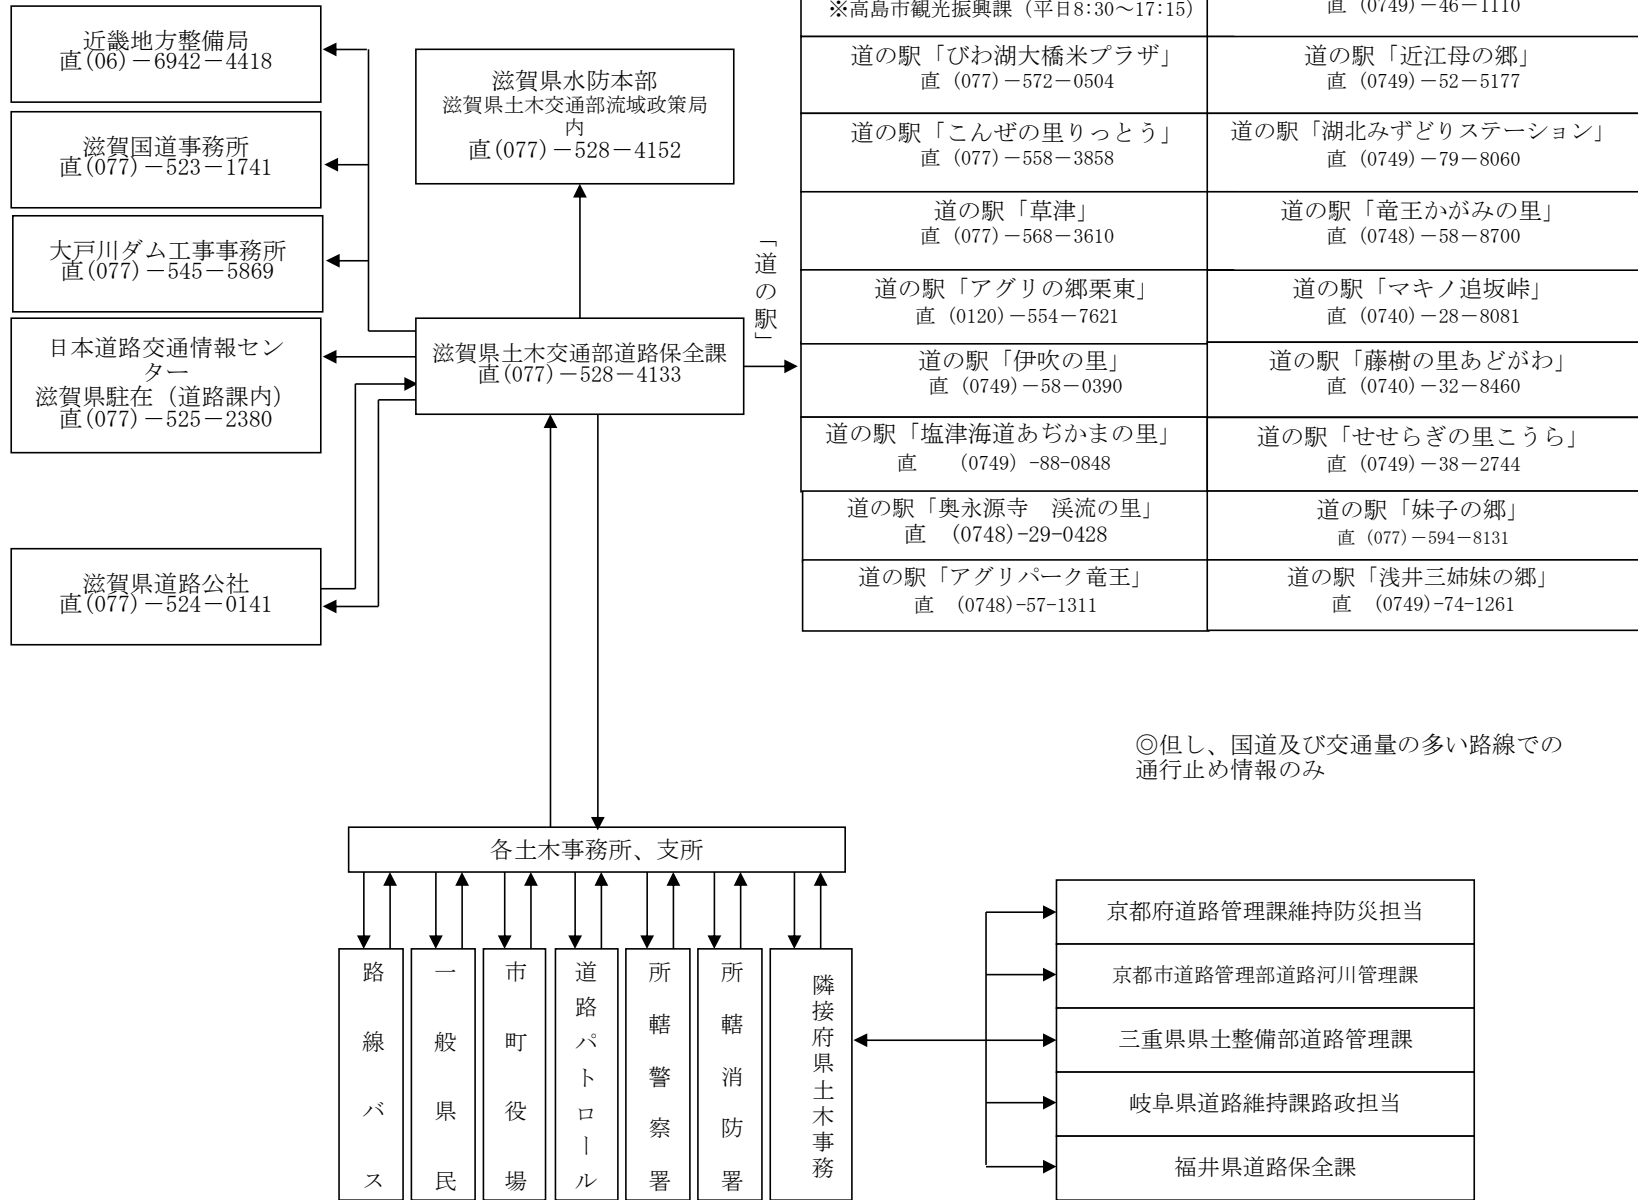 近畿地方整備局
直(06)－6942－4418
滋賀国道事務所
直(077)－523－1741
大戸川ダム工事事務所
直(077)－545－5869
日本道路交通情報セン
ター
滋賀県駐在（道路課内）
直(077)－525－2380
滋賀県道路公社
直(077)－524－0141
滋賀県水防本部
滋賀県土木交通部流域政策局
内
直(077)－528－4152
滋賀県土木交通部道路保全課
直(077)－528－4133
「道の駅」
※高島市観光振興課（平日8:30～17:15）
直（0749)－46－1110
道の駅「びわ湖大橋米プラザ」
直（077)－572－0504
道の駅「近江母の郷」
直（0749)－52－5177
道の駅「こんぜの里りっとう」
直（077)－558－3858
道の駅「湖北みずどりステーション」
直（0749)－79－8060
道の駅「草津」
直（077)－568－3610
道の駅「竜王かがみの里」
直（0748)－58－8700
道の駅「アグリの郷栗東」
直（0120)－554－7621
道の駅「マキノ追坂峠」
直（0740)－28－8081
道の駅「伊吹の里」
直（0749)－58－0390
道の駅「藤樹の里あどがわ」
直（0740)－32－8460
道の駅「塩津海道あぢかまの里」
直　（0749）-88-0848
道の駅「せせらぎの里こうら」
直（0749)－38－2744
道の駅「奥永源寺　渓流の里」
直　(0748)-29-0428
道の駅「妹子の郷」
直（077)－594－8131
道の駅「アグリパーク竜王」
直　(0748)-57-1311
道の駅「浅井三姉妹の郷」
直　(0749)-74-1261
◎但し、国道及び交通量の多い路線での
通行止め情報のみ
各土木事務所、支所
路線バス
一般県民
市町役場
道路パトロール
所轄警察署
所轄消防署
隣接府県土木事務
京都府道路管理課維持防災担当
京都市道路管理部道路河川管理課
三重県県土整備部道路管理課
岐阜県道路維持課路政担当
福井県道路保全課